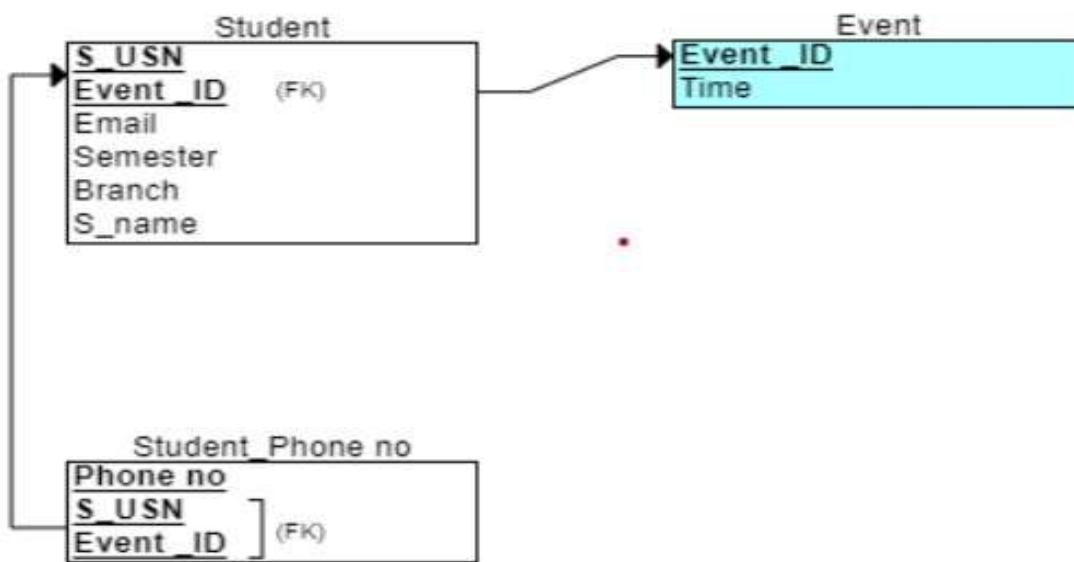 Student
S_USN
Event _ID (FK)
Email
Semester
Branch
S_name
Event
Event _ID
Time
Student_Phone no
Phone no
S_USN
Event _ID
(FK)